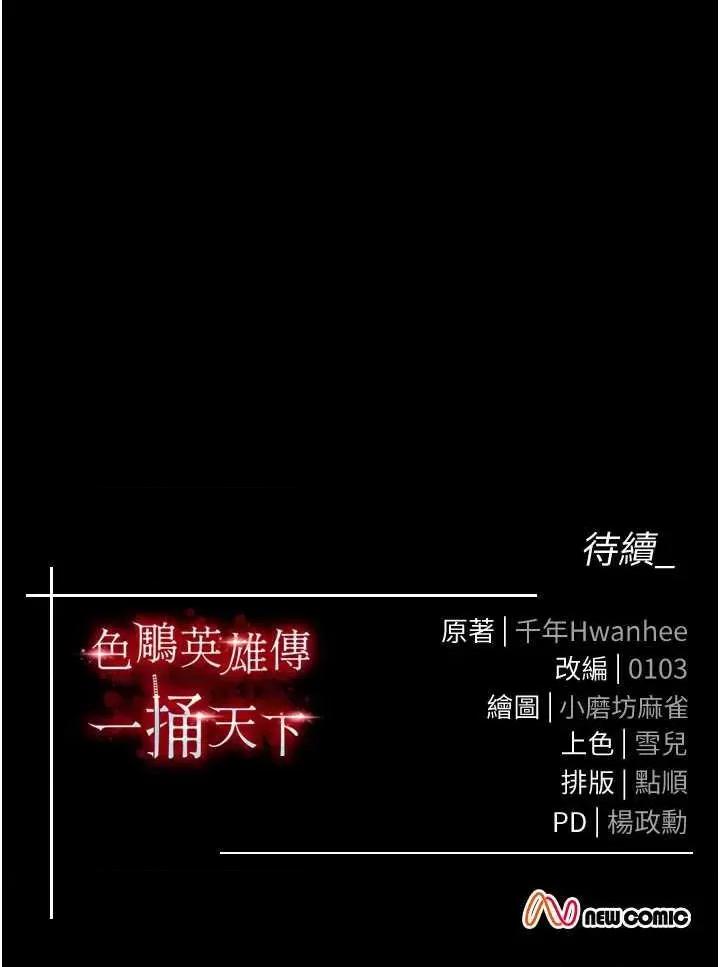 待續_
色鵰英雄傳
一捅天下
原著|千年Hwanhee
改編|0103
繪圖|小磨坊麻雀
上色|雪兒
排版|點順
PD|楊政勳
NEW COMIC